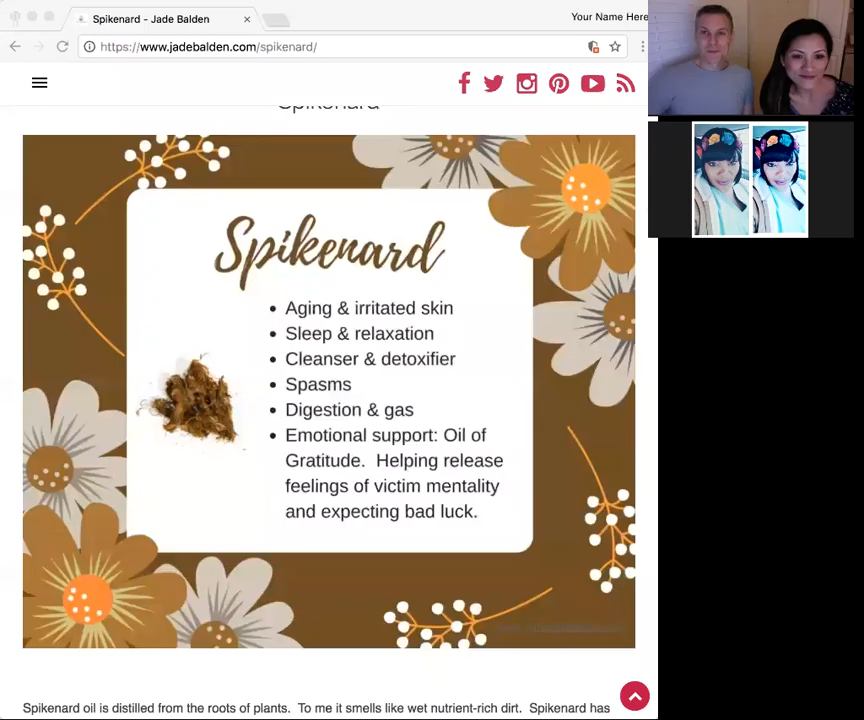 Spikenard - Jade Balden
Your Name Here
https://www.jadebalden.com/spikenard/
Spikenard
Spikenard
Aging & irritated skin
Sleep & relaxation
Cleanser & detoxifier
Spasms
Digestion & gas
Emotional support: Oil of
Gratitude. Helping release
feelings of victim mentality
and expecting bad luck.
Spikenard oil is distilled from the roots of plants. To me it smells like wet nutrient-rich dirt. Spikenard has